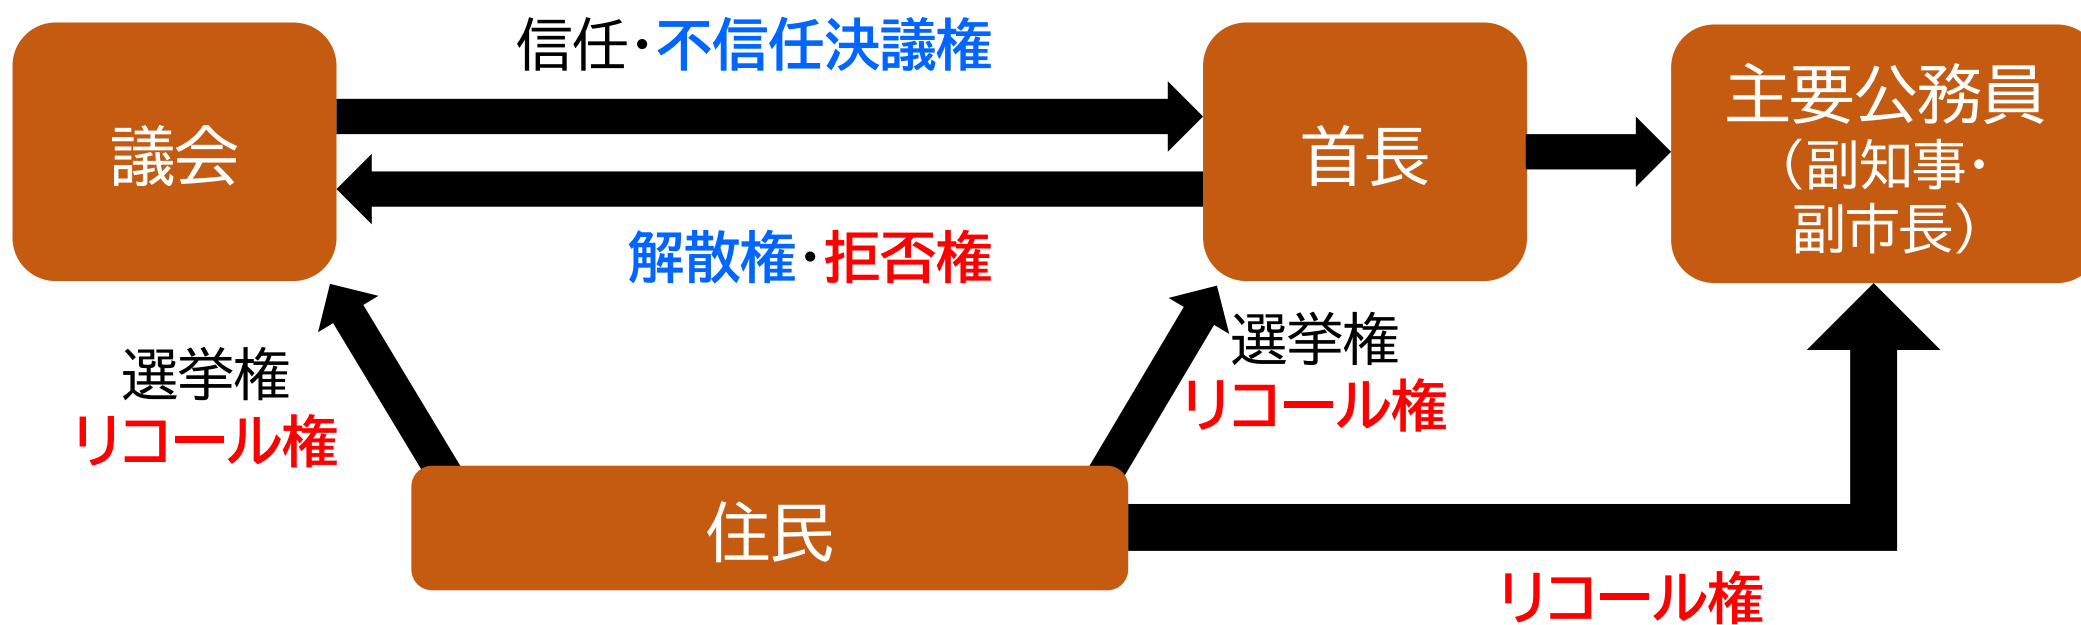 信任・不信任決議権
議会
首長
主要公務員
（副知事・
副市長）
解散権・拒否権
選挙権
リコール権
選挙権
リコール権
住民
リコール権